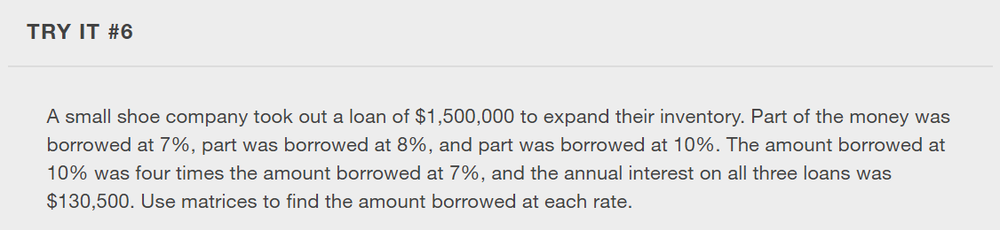 TRY IT #6
A small shoe company took out a loan of $1,500,000 to expand their inventory. Part of the money was
borrowed at 7%, part was borrowed at 8%, and part was borrowed at 10%. The amount borrowed at
10% was four times the amount borrowed at 7%, and the annual interest on all three loans was
$130,500. Use matrices to find the amount borrowed at each rate.